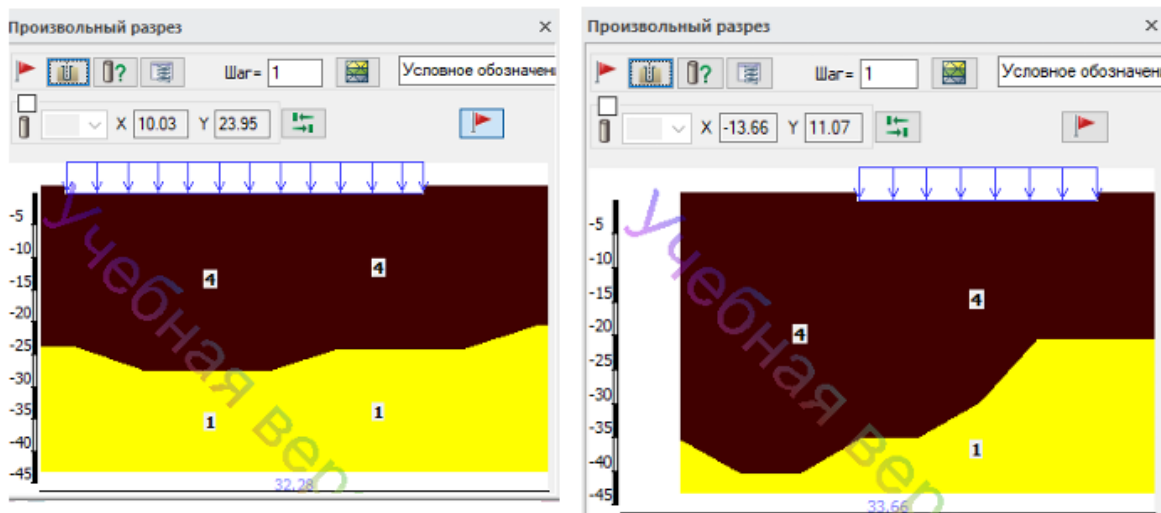 Произвольный разрез
Шаг= 1
Условное обозначен
X 10.03 Y 23.95
-5
-10
-15
-20
-25
-30
-35
-40
-45
4
4
1
1
Учебная вер
32.28
Произвольный разрез
Шаг= 1
Условное обозначен
X -13.66 Y 11.07
-5
-10
-15
-20
-25
-30
-35
-40
-45
4
4
1
Учебная вер
33.66